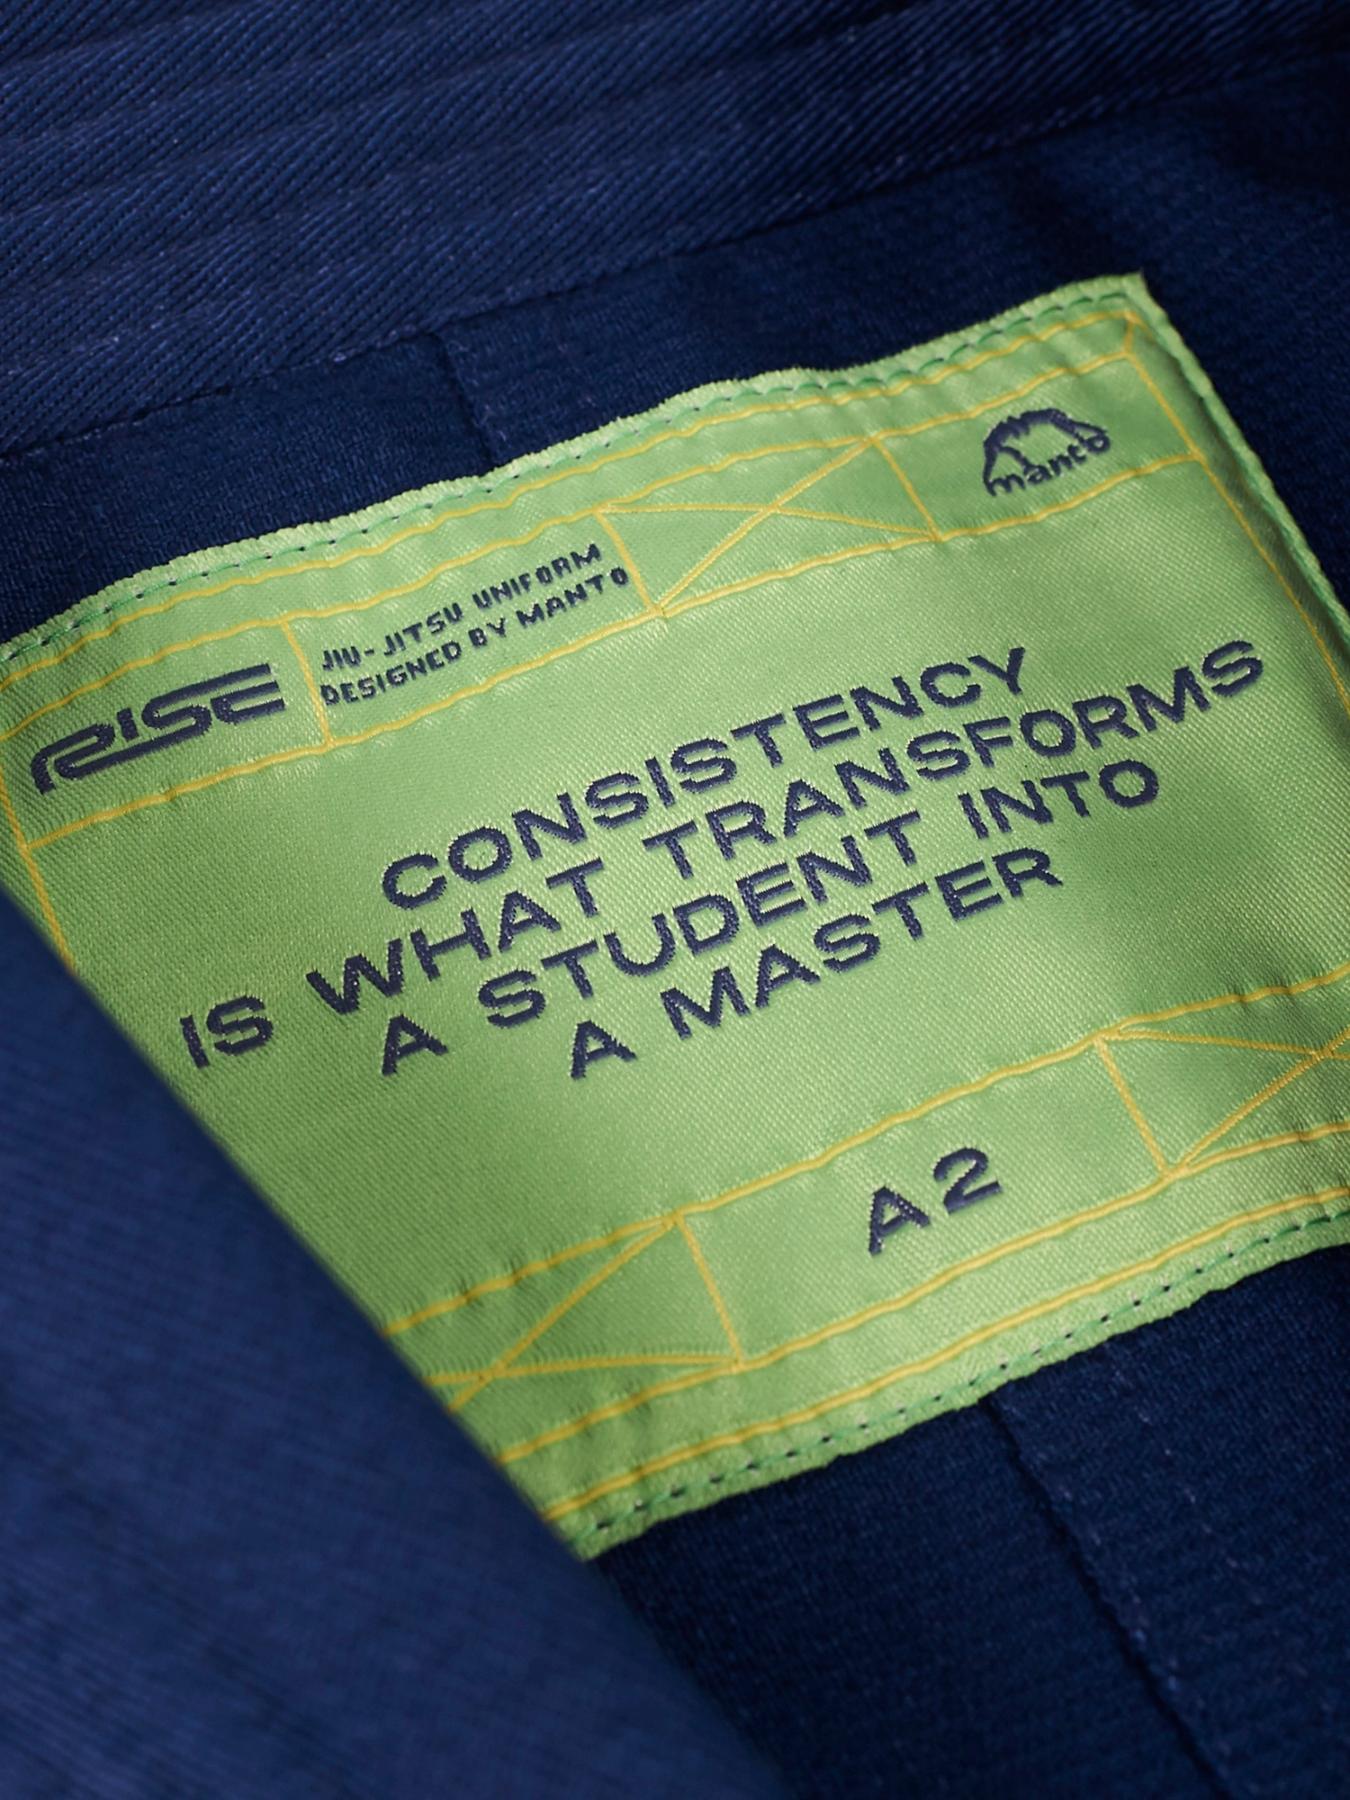 RISE
JIU-JITSU UNIFORM
DESIGNED BY MANTO
manto
CONSISTENCY
IS WHAT TRANSFORMS
A STUDENT INTO
A MASTER
A2